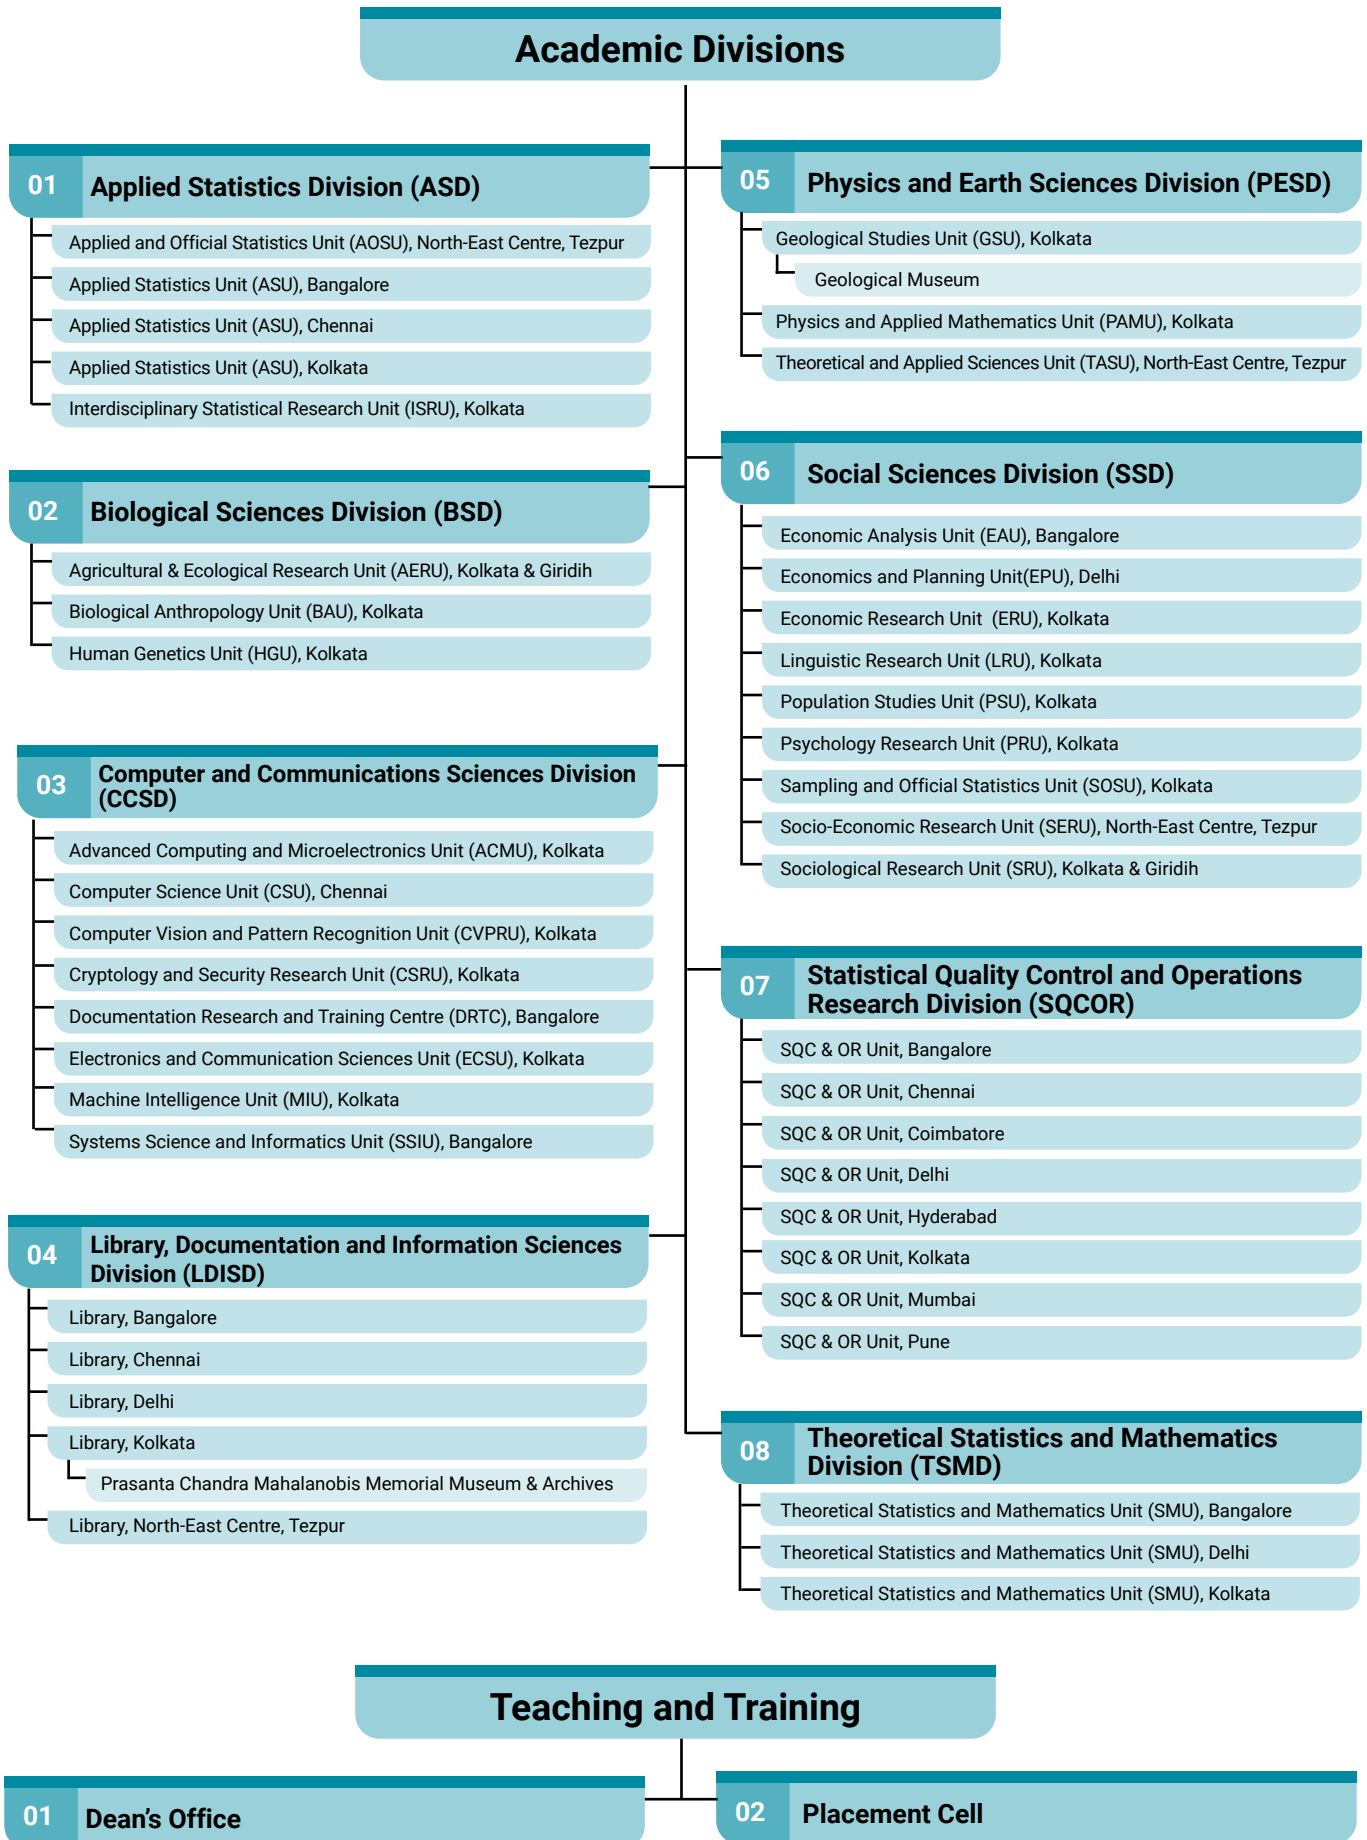 Academic Divisions
01
Applied Statistics Division (ASD)
Applied and Official Statistics Unit (AOSU), North-East Centre, Tezpur
Applied Statistics Unit (ASU), Bangalore
Applied Statistics Unit (ASU), Chennai
Applied Statistics Unit (ASU), Kolkata
Interdisciplinary Statistical Research Unit (ISRU), Kolkata
02
Biological Sciences Division (BSD)
Agricultural & Ecological Research Unit (AERU), Kolkata & Giridih
Biological Anthropology Unit (BAU), Kolkata
Human Genetics Unit (HGU), Kolkata
03
Computer and Communications Sciences Division
(CCSD)
Advanced Computing and Microelectronics Unit (ACMU), Kolkata
Computer Science Unit (CSU), Chennai
Computer Vision and Pattern Recognition Unit (CVPRU), Kolkata
Cryptology and Security Research Unit (CSRU), Kolkata
Documentation Research and Training Centre (DRTC), Bangalore
Electronics and Communication Sciences Unit (ECSU), Kolkata
Machine Intelligence Unit (MIU), Kolkata
Systems Science and Informatics Unit (SSIU), Bangalore
04
Library, Documentation and Information Sciences
Division (LDISD)
Library, Bangalore
Library, Chennai
Library, Delhi
Library, Kolkata
Prasanta Chandra Mahalanobis Memorial Museum & Archives
Library, North-East Centre, Tezpur
05
Physics and Earth Sciences Division (PESD)
Geological Studies Unit (GSU), Kolkata
Geological Museum
Physics and Applied Mathematics Unit (PAMU), Kolkata
Theoretical and Applied Sciences Unit (TASU), North-East Centre, Tezpur
06
Social Sciences Division (SSD)
Economic Analysis Unit (EAU), Bangalore
Economics and Planning Unit(EPU), Delhi
Economic Research Unit (ERU), Kolkata
Linguistic Research Unit (LRU), Kolkata
Population Studies Unit (PSU), Kolkata
Psychology Research Unit (PRU), Kolkata
Sampling and Official Statistics Unit (SOSU), Kolkata
Socio-Economic Research Unit (SERU), North-East Centre, Tezpur
Sociological Research Unit (SRU), Kolkata & Giridih
07
Statistical Quality Control and Operations
Research Division (SQCOR)
SQC & OR Unit, Bangalore
SQC & OR Unit, Chennai
SQC & OR Unit, Coimbatore
SQC & OR Unit, Delhi
SQC & OR Unit, Hyderabad
SQC & OR Unit, Kolkata
SQC & OR Unit, Mumbai
SQC & OR Unit, Pune
08
Theoretical Statistics and Mathematics
Division (TSMD)
Theoretical Statistics and Mathematics Unit (SMU), Bangalore
Theoretical Statistics and Mathematics Unit (SMU), Delhi
Theoretical Statistics and Mathematics Unit (SMU), Kolkata
Teaching and Training
01
Dean’s Office
02
Placement Cell